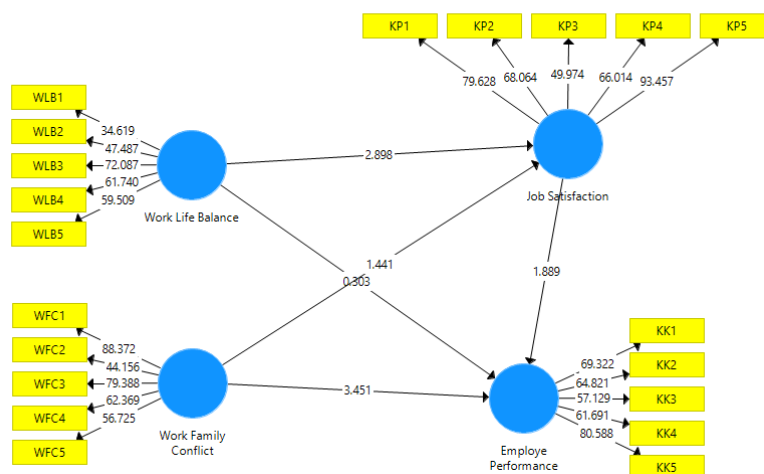 KP1 KP2 KP3 KP4 KP5
79.628 68.064 49.974 66.014 93.457
WLB1
WLB2
WLB3
WLB4
WLB5
34.619
47.487
72.087
61.740
59.509
Work Life Balance
2.898
Job Satisfaction
1.441
0.303
1.889
WFC1
WFC2
WFC3
WFC4
WFC5
88.372
44.156
79.388
62.369
56.725
Work Family
Conflict
3.451
Employe
Performance
69.322
64.821
57.129
61.691
80.588
KK1
KK2
KK3
KK4
KK5